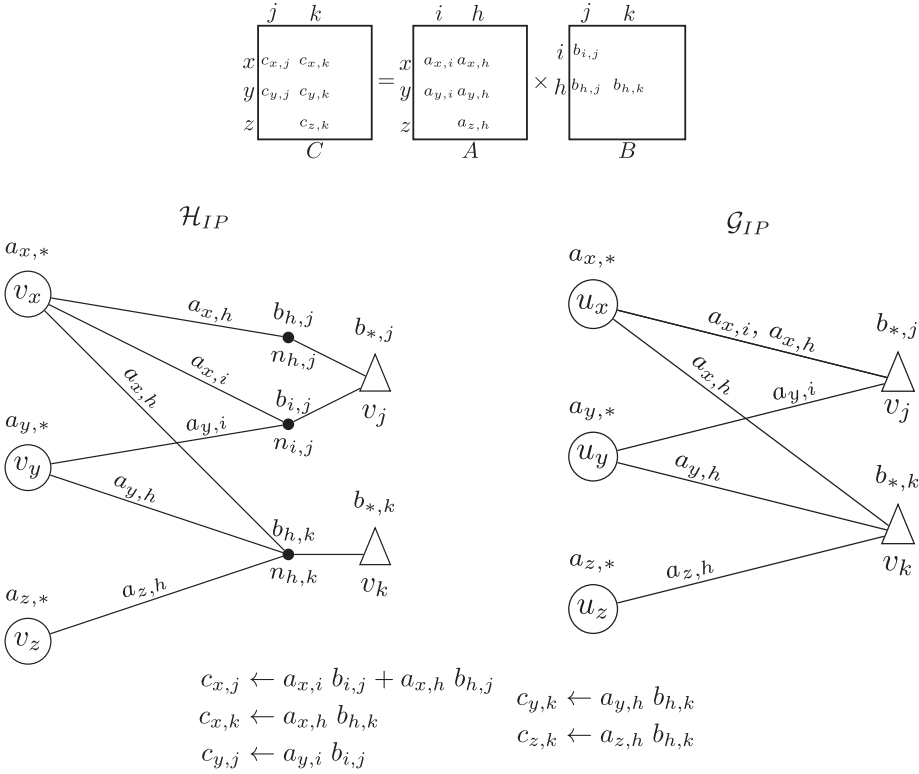 j k i h j k
x c_{x,j} c_{x,k} x a_{x,i} a_{x,h} i b_{i,j}
y c_{y,j} c_{y,k} = y a_{y,i} a_{y,h} × h b_{h,j} b_{h,k}
z c_{z,k} z a_{z,h}
C A B
ℋ_{IP}
a_{x,*}
v_x
a_{x,h}
b_{h,j}
n_{h,j}
b_{*,j}
v_j
a_{x,i}
a_{x,h}
b_{i,j}
n_{i,j}
a_{y,*}
v_y
a_{y,i}
a_{y,h}
b_{h,k}
n_{h,k}
b_{*,k}
v_k
a_{z,*}
v_z
a_{z,h}
𝒢_{IP}
a_{x,*}
u_x
a_{x,i}, a_{x,h}
a_{x,h}
b_{*,j}
v_j
a_{y,*}
u_y
a_{y,i}
a_{y,h}
b_{*,k}
v_k
a_{z,*}
u_z
a_{z,h}
c_{x,j} ← a_{x,i} b_{i,j} + a_{x,h} b_{h,j}
c_{x,k} ← a_{x,h} b_{h,k}
c_{y,j} ← a_{y,i} b_{i,j}
c_{y,k} ← a_{y,h} b_{h,k}
c_{z,k} ← a_{z,h} b_{h,k}